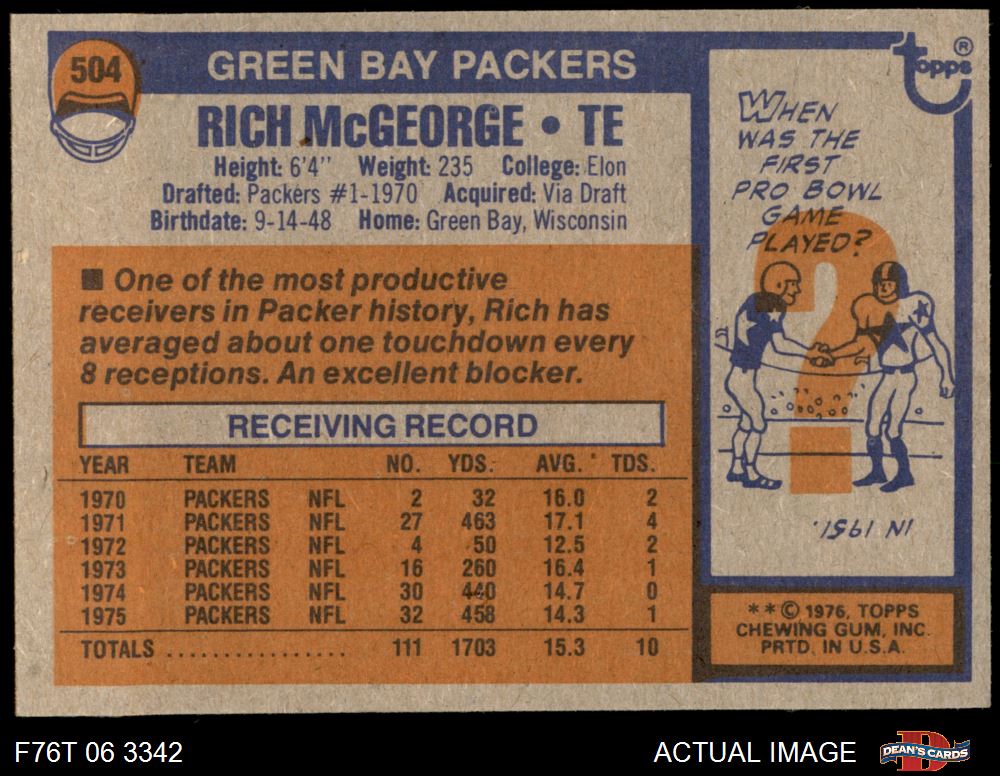 504
GREEN BAY PACKERS
RICH McGEORGE • TE
Height: 6'4" Weight: 235 College: Elon
Drafted: Packers #1-1970 Acquired: Via Draft
Birthdate: 9-14-48 Home: Green Bay, Wisconsin
■ One of the most productive
receivers in Packer history, Rich has
averaged about one touchdown every
8 receptions. An excellent blocker.
RECEIVING RECORD
YEAR TEAM NO. YDS. AVG. TDS.
1970 PACKERS NFL 2 32 16.0 2
1971 PACKERS NFL 27 463 17.1 4
1972 PACKERS NFL 4 50 12.5 2
1973 PACKERS NFL 16 260 16.4 1
1974 PACKERS NFL 30 440 14.7 0
1975 PACKERS NFL 32 458 14.3 1
TOTALS ................ 111 1703 15.3 10
Topps ®
WHEN
WAS THE
FIRST
PRO BOWL
GAME
PLAYED?
?
IN 1951.
** © 1976, TOPPS
CHEWING GUM, INC.
PRTD. IN U.S.A.
F76T 06 3342
ACTUAL IMAGE
D
DEAN'S CARDS